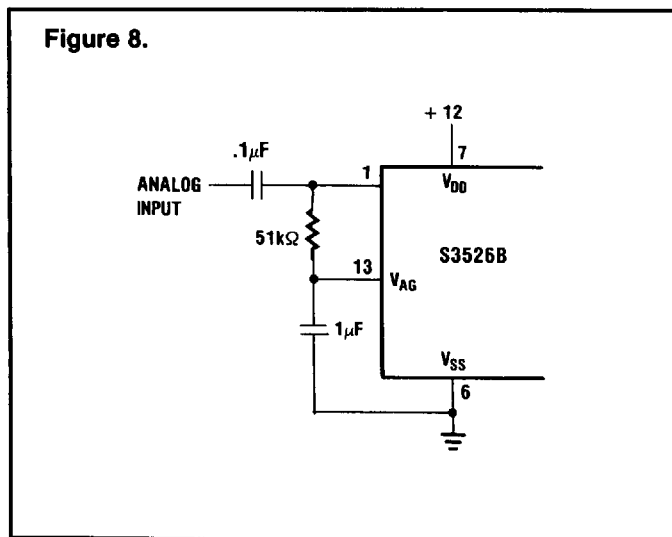 Figure 8.
+ 12
7
.1μF
1
V_DD
ANALOG
INPUT
51kΩ
S3526B
13
V_AG
1μF
V_SS
6